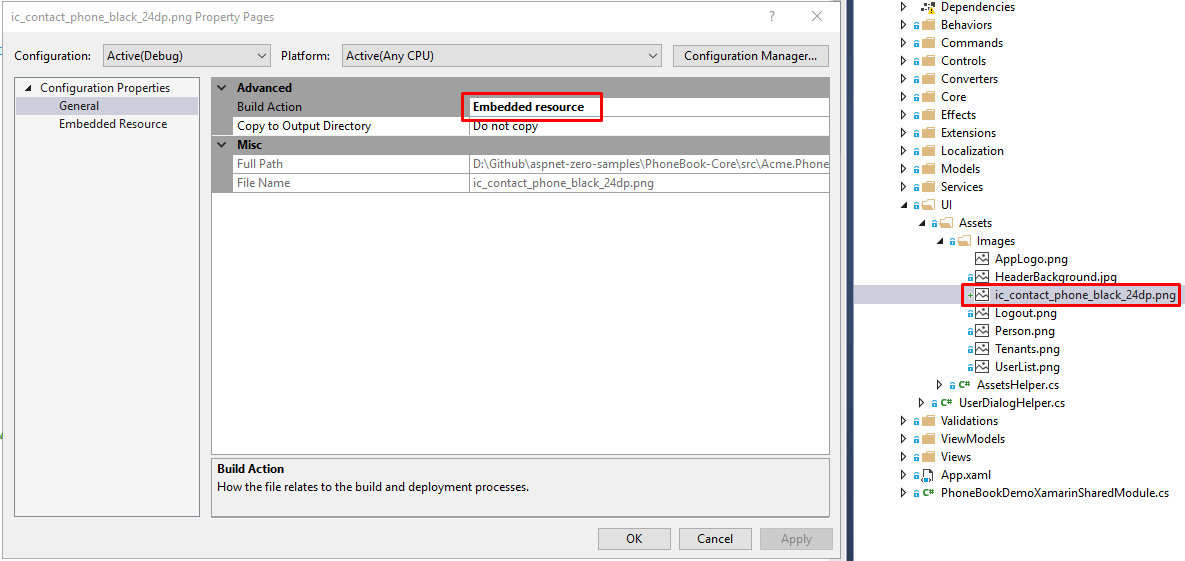 ic_contact_phone_black_24dp.png Property Pages
Configuration: Active(Debug) Platform: Active(Any CPU) Configuration Manager...
Configuration Properties
General
Embedded Resource
Advanced
Build Action Embedded resource
Copy to Output Directory Do not copy
Misc
Full Path D:\Github\aspnet-zero-samples\PhoneBook-Core\src\Acme.Phone
File Name ic_contact_phone_black_24dp.png
Build Action
How the file relates to the build and deployment processes.
OK Cancel Apply
Dependencies
Behaviors
Commands
Controls
Converters
Core
Effects
Extensions
Localization
Models
Services
UI
Assets
Images
AppLogo.png
HeaderBackground.jpg
ic_contact_phone_black_24dp.png
Logout.png
Person.png
Tenants.png
UserList.png
C# AssetsHelper.cs
C# UserDialogHelper.cs
Validations
ViewModels
Views
App.xaml
C# PhoneBookDemoXamarinSharedModule.cs